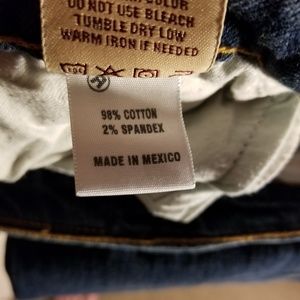 DO NOT USE BLEACH
TUMBLE DRY LOW
WARM IRON IF NEEDED
98% COTTON
2% SPANDEX
MADE IN MEXICO